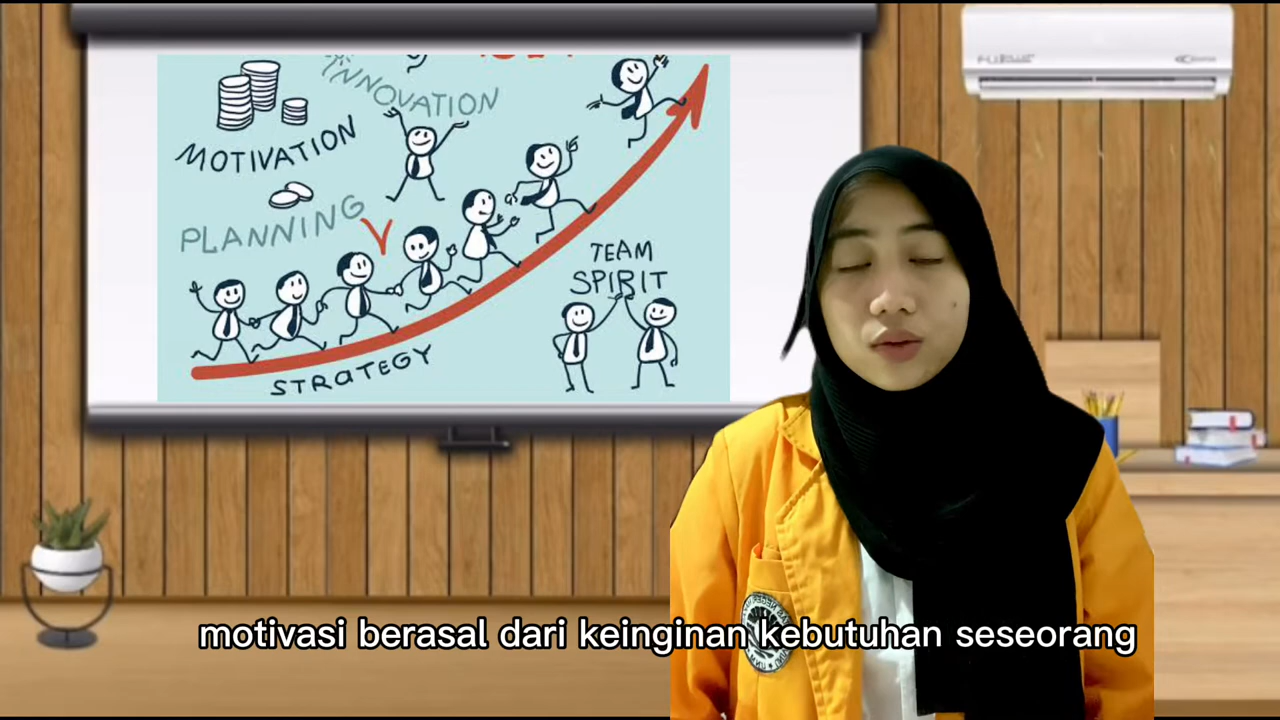 INNOVATION
MOTIVATION
PLANNING
TEAM
SPIRIT
STRATEGY
motivasi berasal dari keinginan kebutuhan seseorang